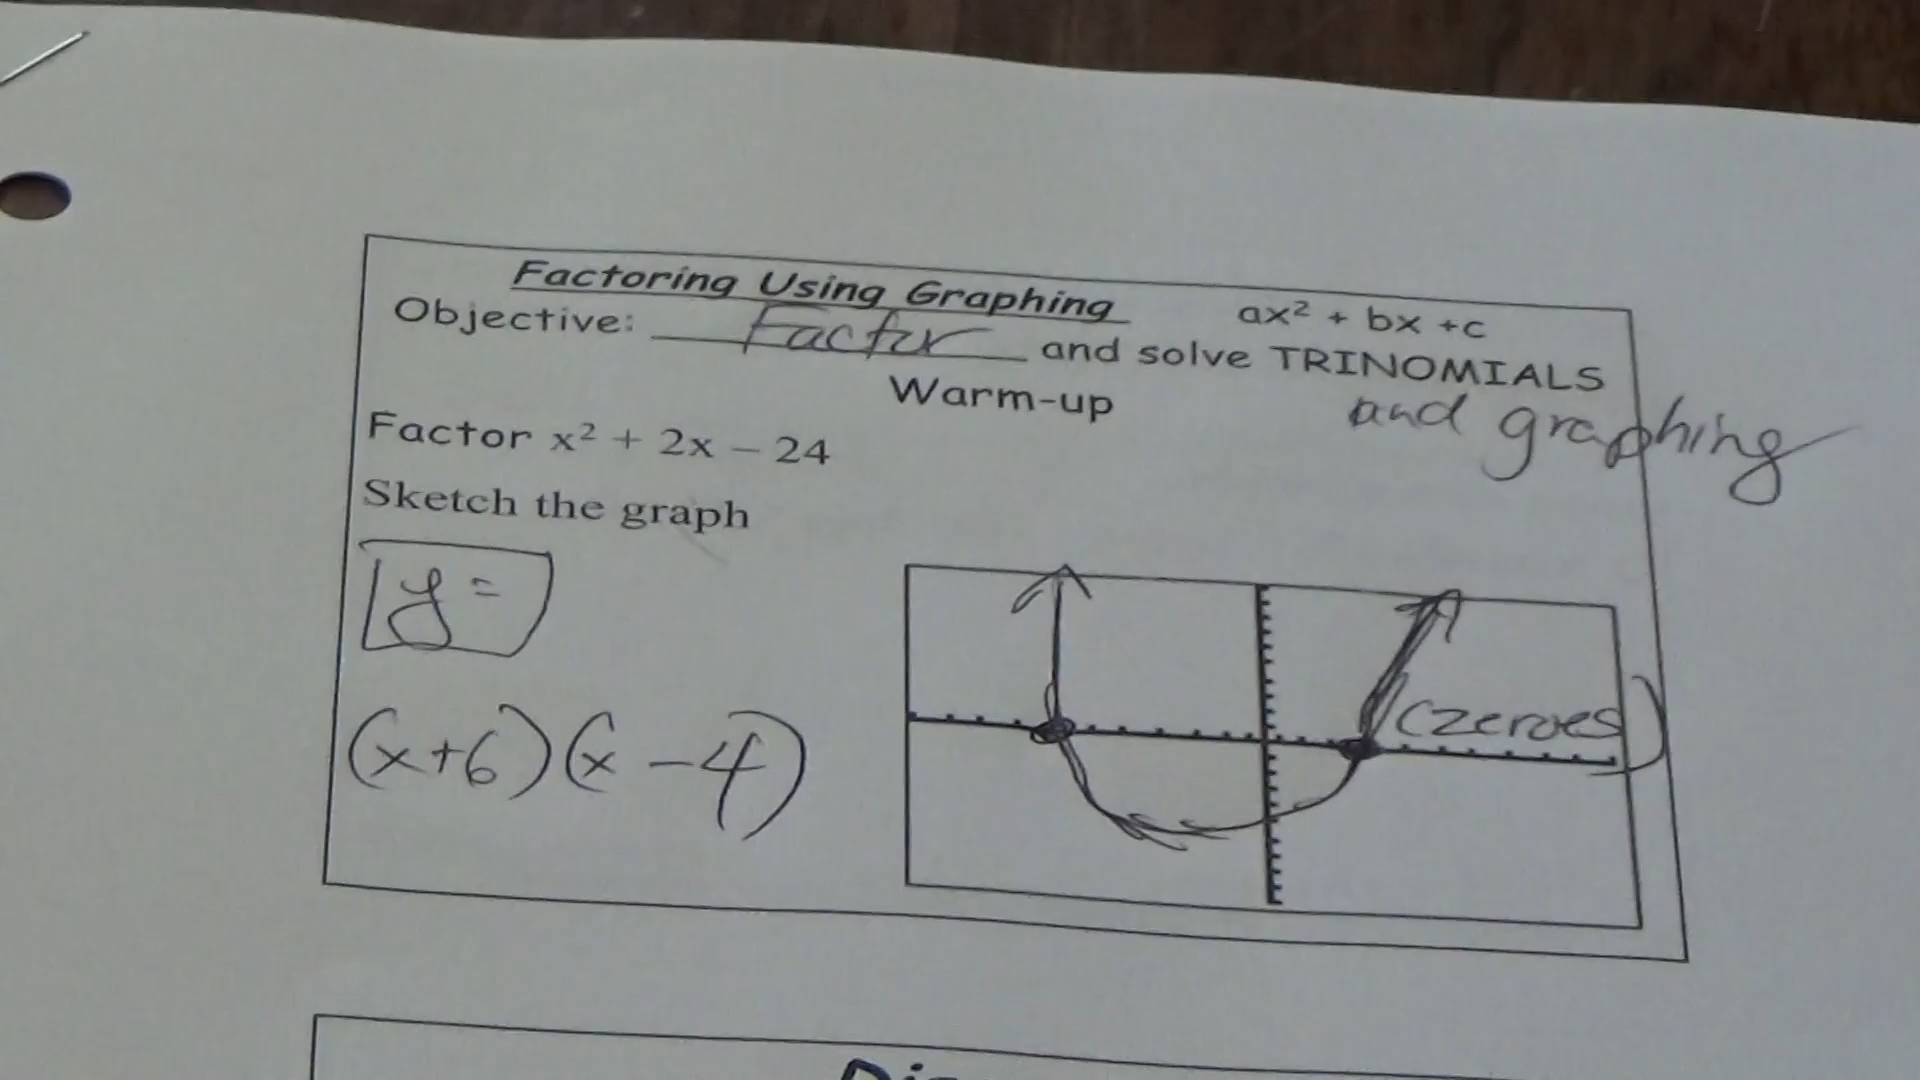 Factoring Using Graphing ax² + bx +c
Objective: Factor and solve TRINOMIALS
Warm-up and graphing
Factor x² + 2x – 24
Sketch the graph
y =
(x+6)(x -4)
(zeroes)